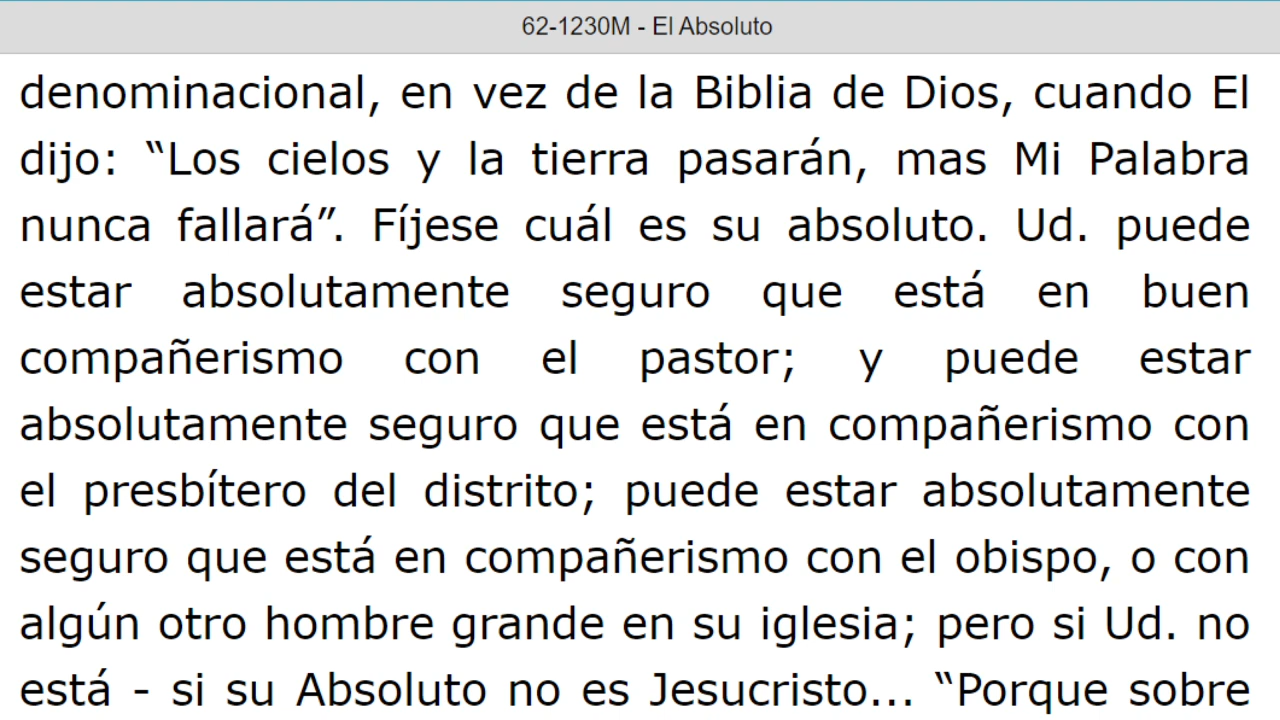 62-1230M - El Absoluto
denominacional, en vez de la Biblia de Dios, cuando El
dijo: “Los cielos y la tierra pasarán, mas Mi Palabra
nunca fallará”. Fíjese cuál es su absoluto. Ud. puede
estar absolutamente seguro que está en buen
compañerismo con el pastor; y puede estar
absolutamente seguro que está en compañerismo con
el presbítero del distrito; puede estar absolutamente
seguro que está en compañerismo con el obispo, o con
algún otro hombre grande en su iglesia; pero si Ud. no
está - si su Absoluto no es Jesucristo... “Porque sobre